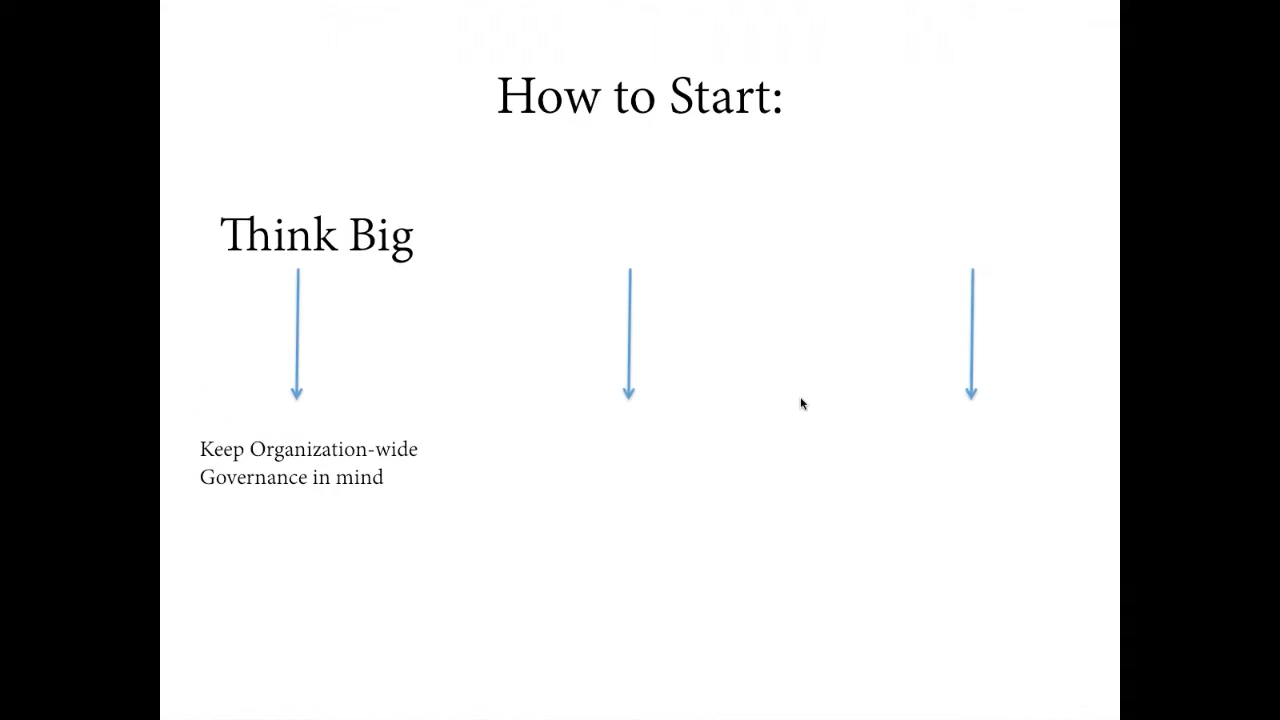 How to Start:
Think Big
Keep Organization-wide
Governance in mind